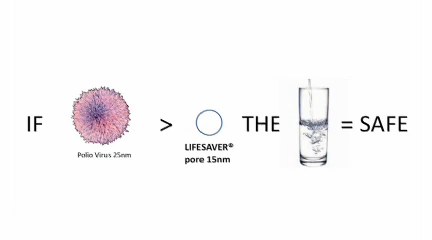 IF > THE = SAFE
Polio Virus 25nm
LIFESAVER®
pore 15nm